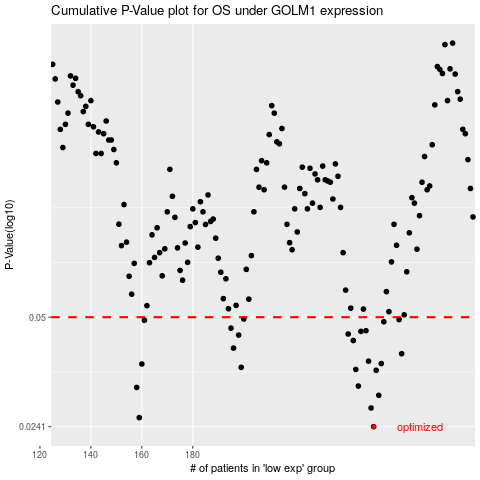 Cumulative P-Value plot for OS under GOLM1 expression
P-Value(log10)
0.05
0.0241
optimized
120 140 160 180
# of patients in 'low exp' group